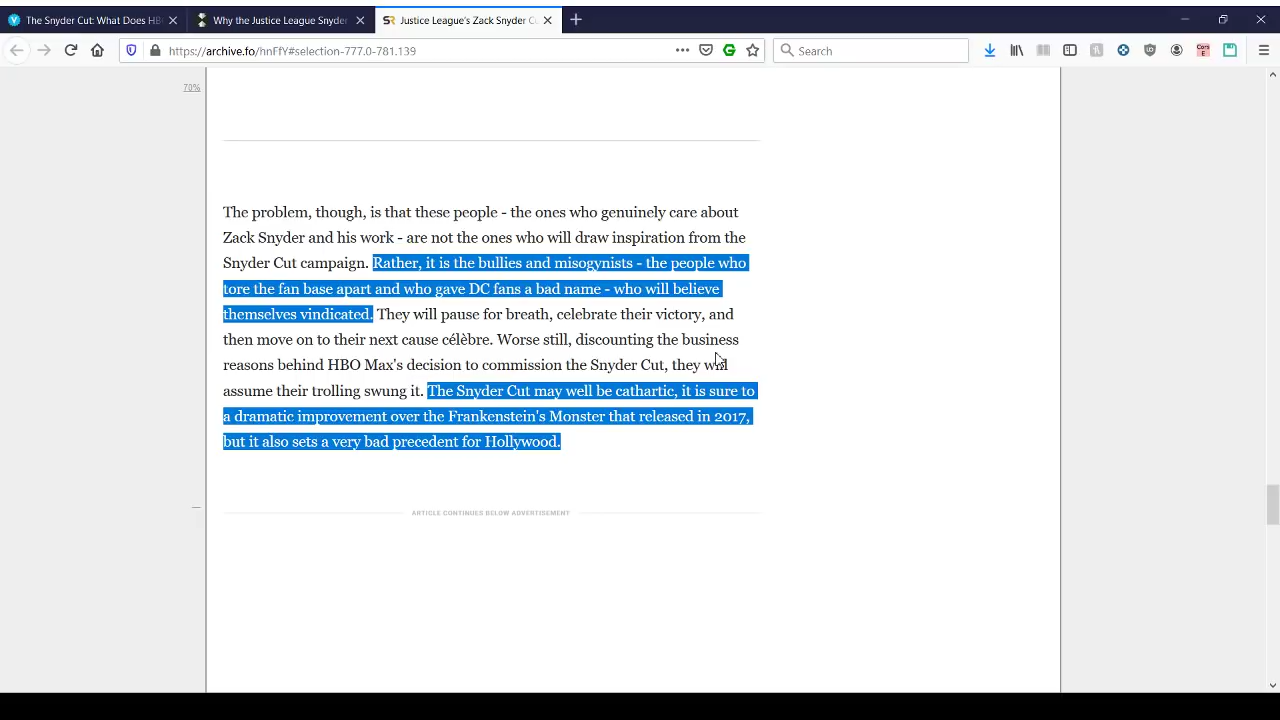 The Snyder Cut: What Does HB
Why the Justice League Snyder
SR Justice League's Zack Snyder Cu
https://archive.fo/hnFfY#selection-777.0-781.139
Search
70%
The problem, though, is that these people - the ones who genuinely care about
Zack Snyder and his work - are not the ones who will draw inspiration from the
Snyder Cut campaign. Rather, it is the bullies and misogynists - the people who
tore the fan base apart and who gave DC fans a bad name - who will believe
themselves vindicated. They will pause for breath, celebrate their victory, and
then move on to their next cause célèbre. Worse still, discounting the business
reasons behind HBO Max's decision to commission the Snyder Cut, they will
assume their trolling swung it. The Snyder Cut may well be cathartic, it is sure to
a dramatic improvement over the Frankenstein's Monster that released in 2017,
but it also sets a very bad precedent for Hollywood.
ARTICLE CONTINUES BELOW ADVERTISEMENT